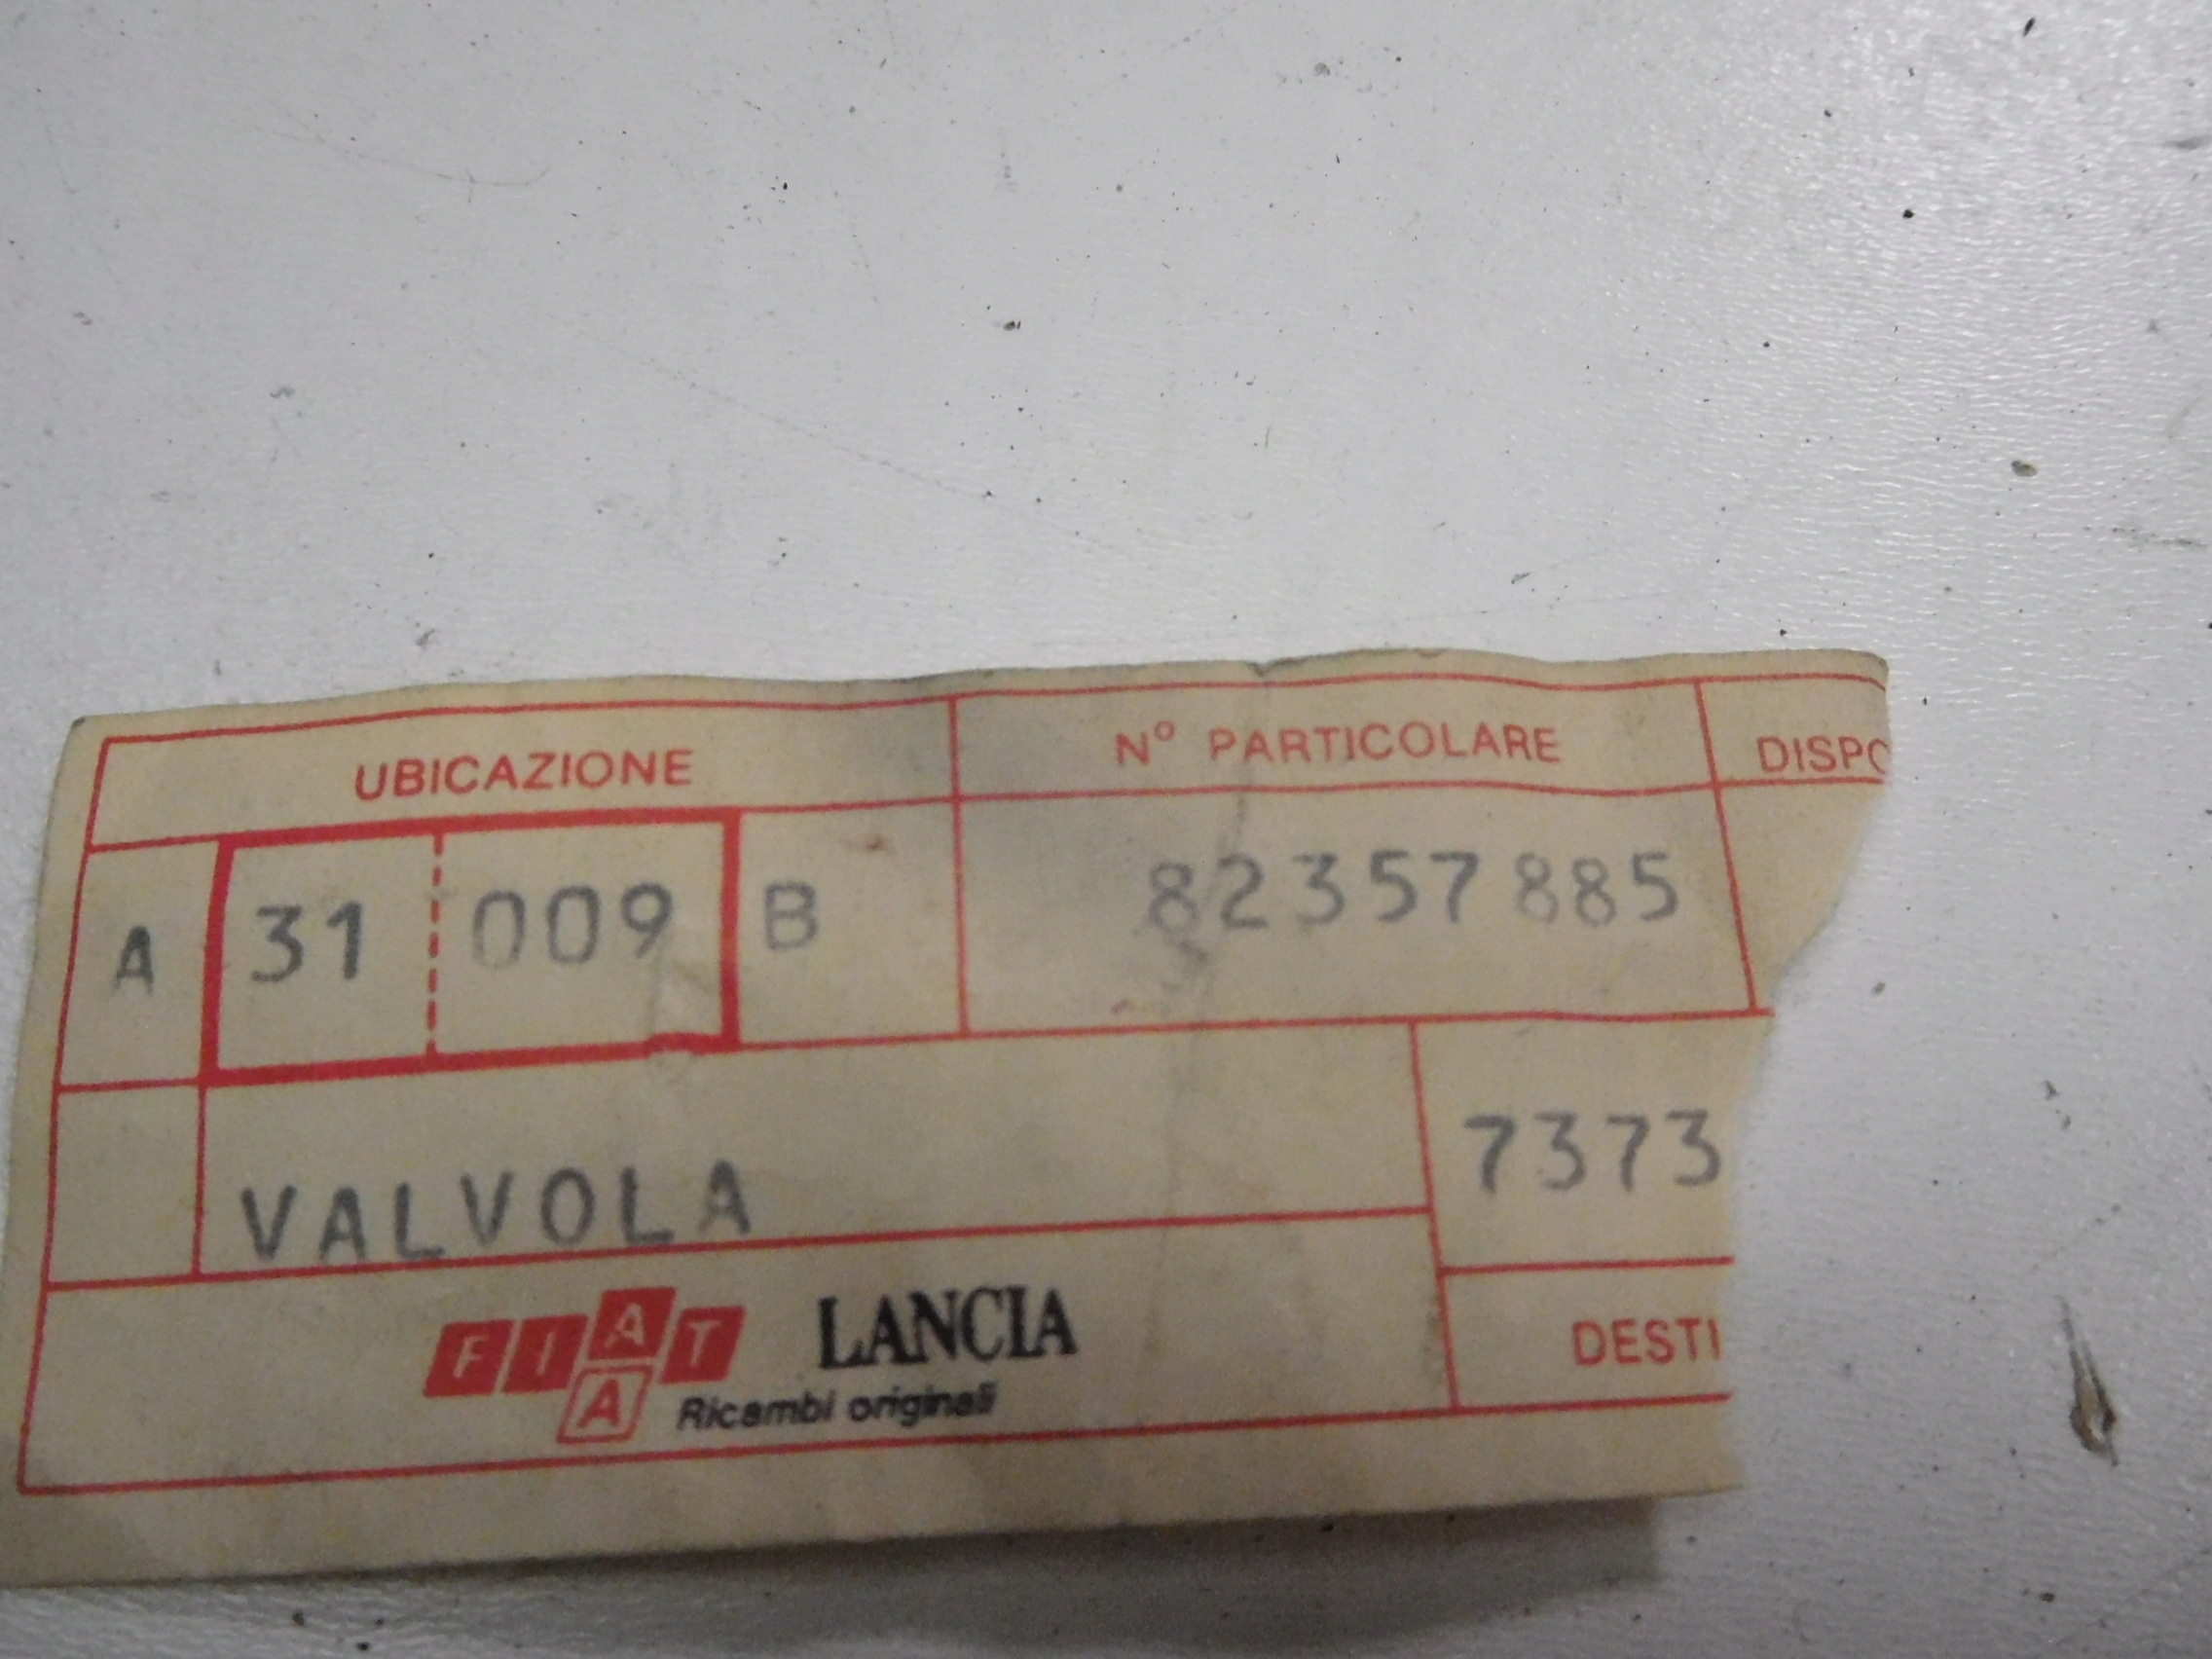 UBICAZIONE N° PARTICOLARE DISPO
A 31 009 B 82357885
VALVOLA 7373
FIAT LANCIA DESTI
A Ricambi originali